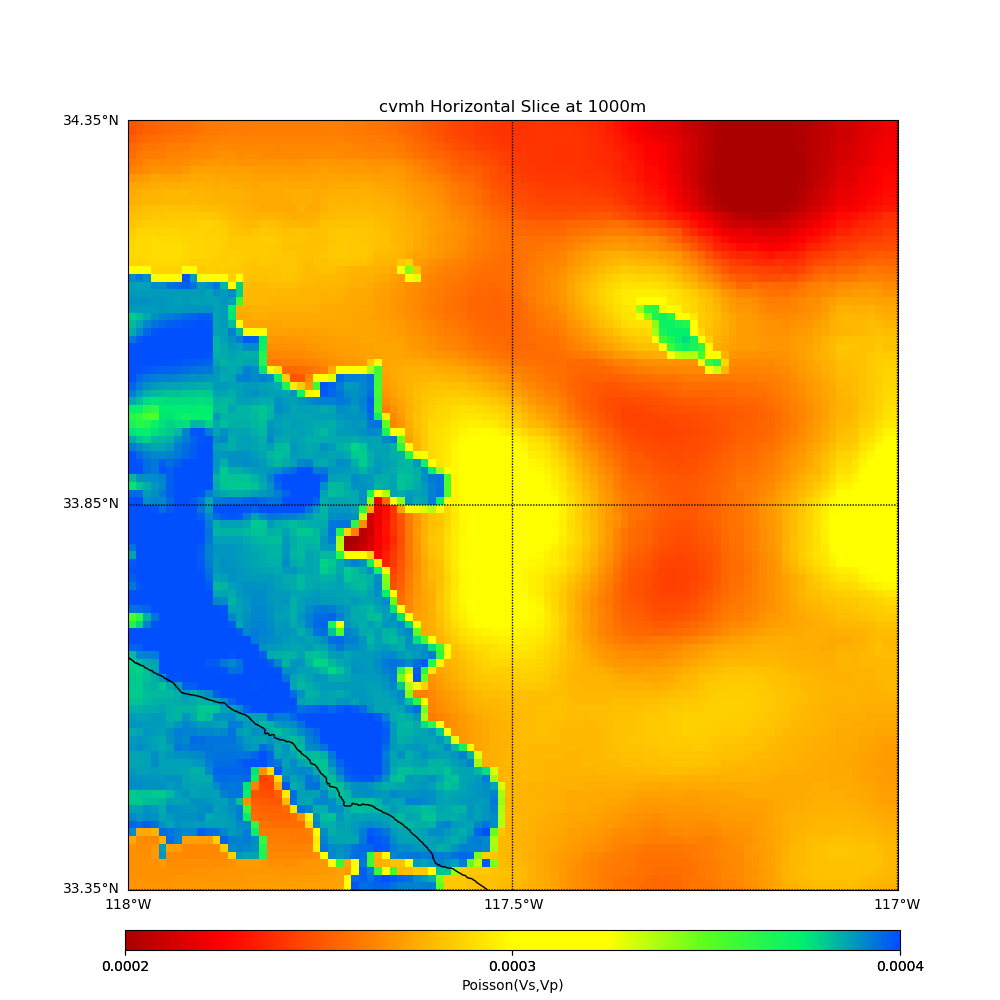 cvmh Horizontal Slice at 1000m
34.35°N
33.85°N
33.35°N
118°W 117.5°W 117°W
0.0002 0.0003 0.0004
Poisson(Vs,Vp)